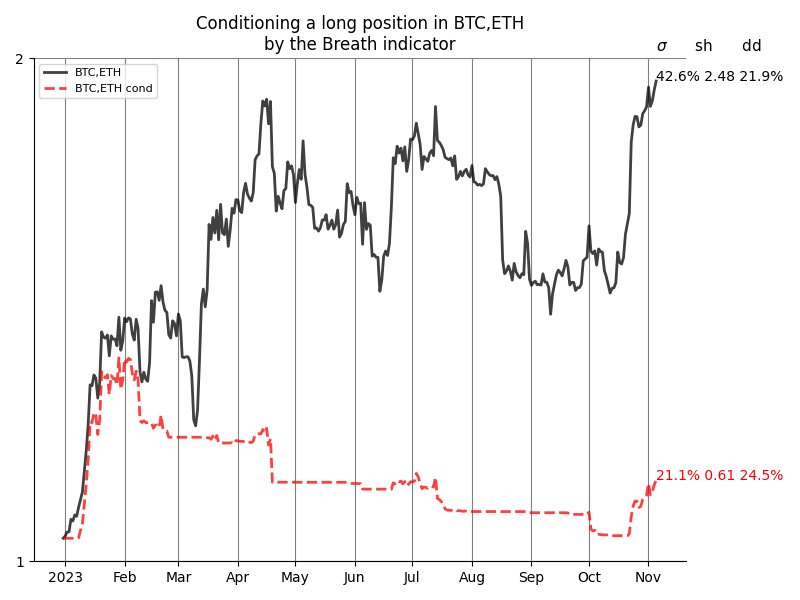 Conditioning a long position in BTC,ETH
by the Breath indicator
σ sh dd
2
BTC,ETH
BTC,ETH cond
42.6% 2.48 21.9%
21.1% 0.61 24.5%
1
2023 Feb Mar Apr May Jun Jul Aug Sep Oct Nov